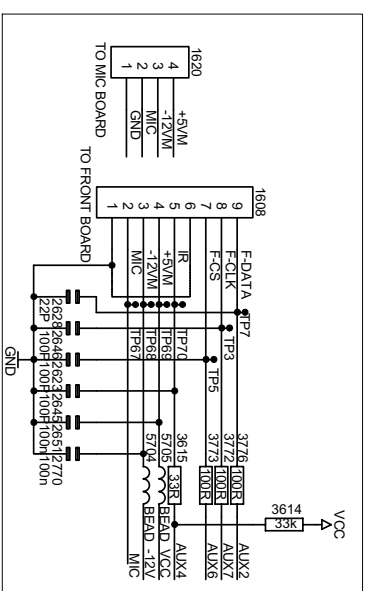 1620
4
3
2
1
+5VM
-12VM
MIC
GND
TO MIC BOARD
1608
9
8
7
6
5
4
3
2
1
TO FRONT BOARD
F-DATA
F-CLK
F-CS
IR
+5VM
-12VM
MIC
TP7
TP3
TP5
TP70
TP69
TP68
TP67
2628
22P
2646
100P
2623
100P
2645
100P
2651
100n
2770
100n
GND
3776
100R
3772
100R
3773
100R
3615
33R
5705
BEAD
5704
BEAD
3614
33k
VCC
AUX2
AUX7
AUX6
AUX4
VCC
-12V
MIC